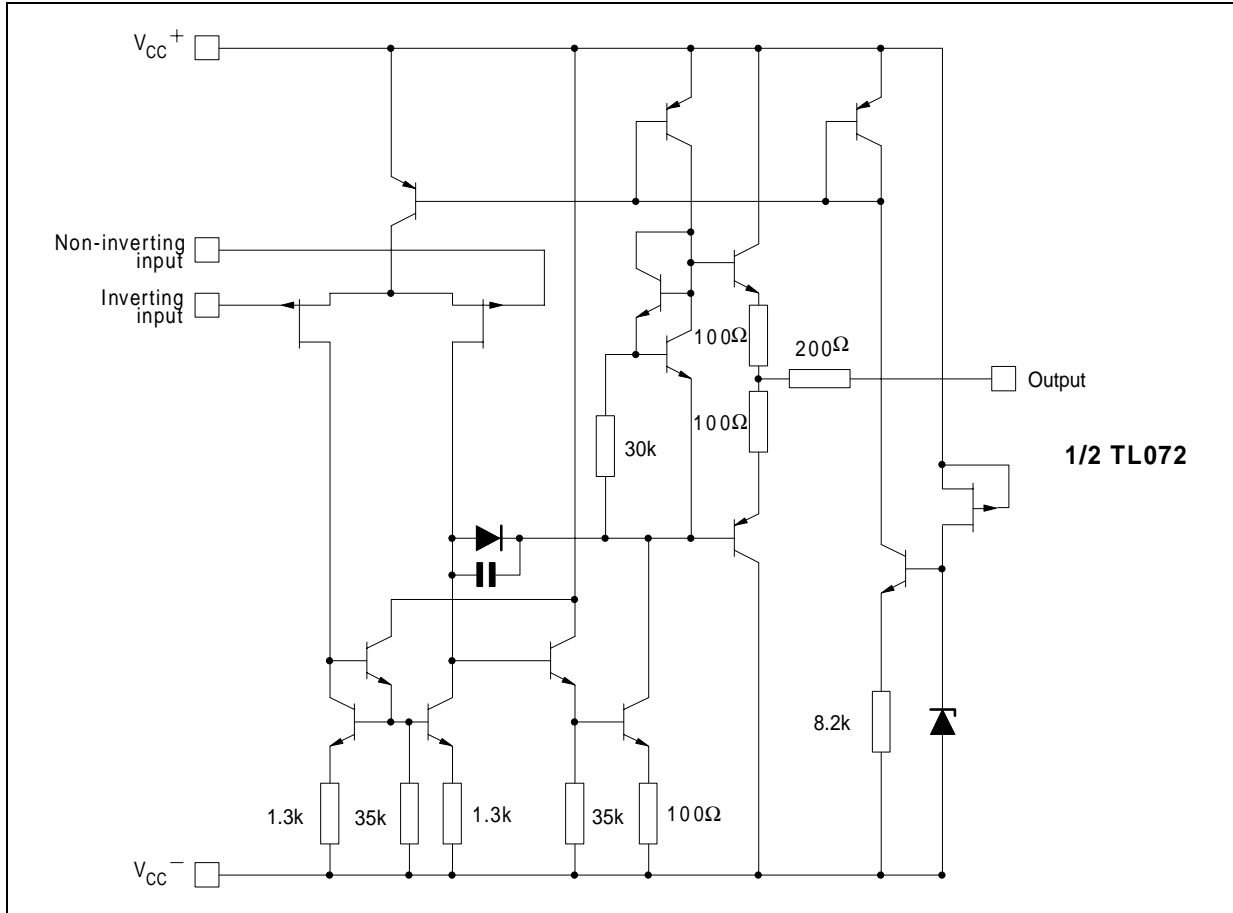 VCC+
Non-inverting
input
Inverting
input
100Ω
200Ω
Output
100Ω
30k
1/2 TL072
8.2k
1.3k
35k
1.3k
35k
100Ω
VCC−